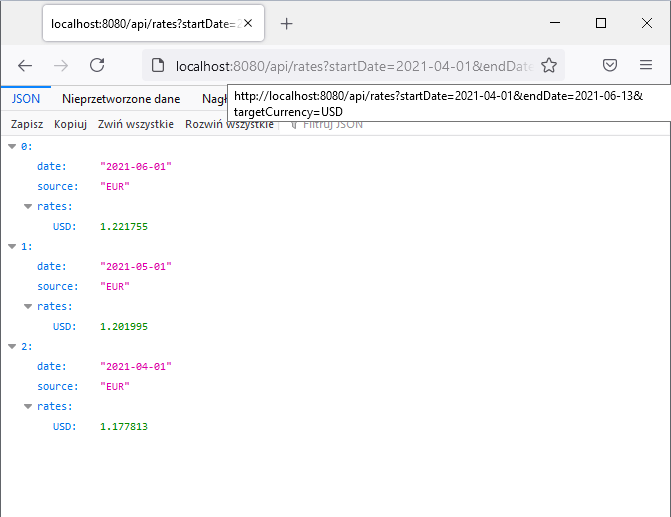 localhost:8080/api/rates?startDate=2
localhost:8080/api/rates?startDate=2021-04-01&endDate
http://localhost:8080/api/rates?startDate=2021-04-01&endDate=2021-06-13&
targetCurrency=USD
JSON Nieprzetworzone dane Nagł
Zapisz Kopiuj Zwiń wszystkie Rozwiń wszystkie Filtruj JSON
0:
date: "2021-06-01"
source: "EUR"
rates:
USD: 1.221755
1:
date: "2021-05-01"
source: "EUR"
rates:
USD: 1.201995
2:
date: "2021-04-01"
source: "EUR"
rates:
USD: 1.177813